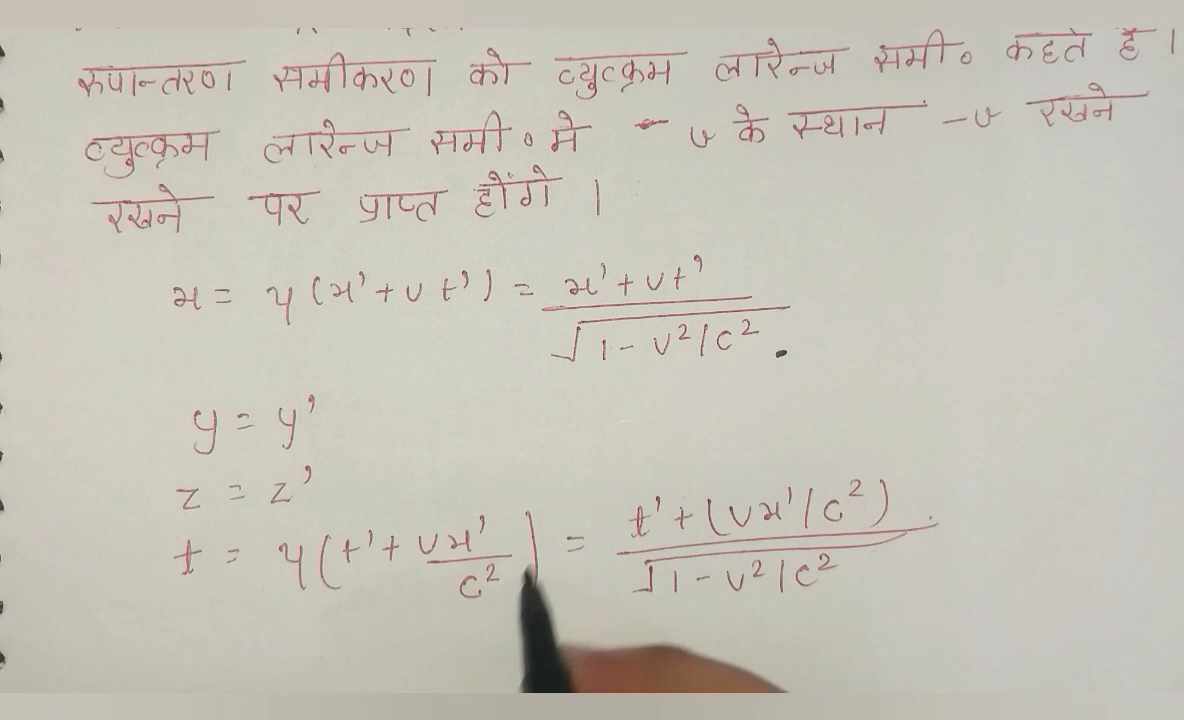 रुपान्तरण समीकरण को व्युत्क्रम लारेन्ज समी० कहते है ।
व्युत्क्रम लारेन्ज समी० मे - v के स्थान -v रखने
रखने पर प्राप्त होंगे ।
x = γ (x' + v t') = x' + vt' / √1 - v²/c² .
y = y'
z = z'
t = γ (t' + vx'/c²) = t' + (vx'/c²) / √1 - v²/c²